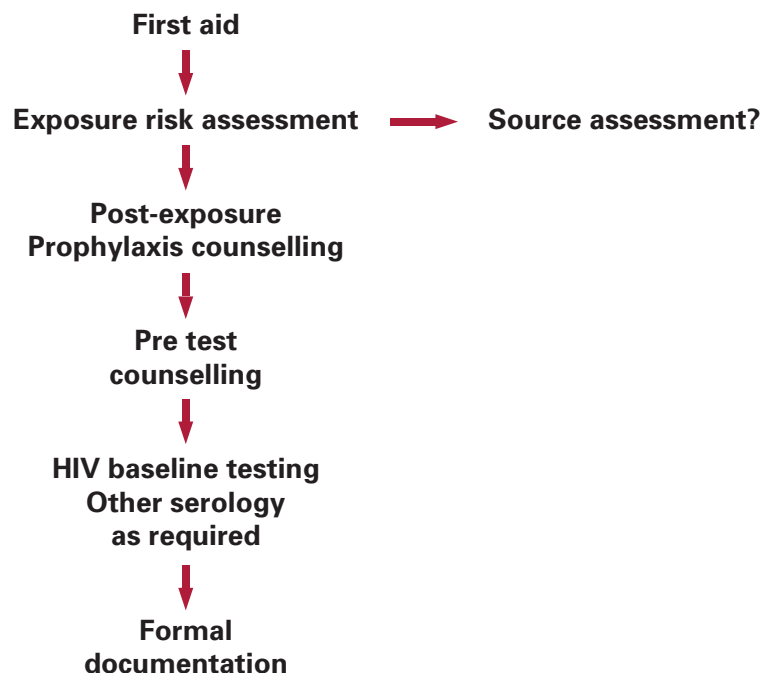 First aid
Exposure risk assessment
Source assessment?
Post-exposure
Prophylaxis counselling
Pre test
counselling
HIV baseline testing
Other serology
as required
Formal
documentation